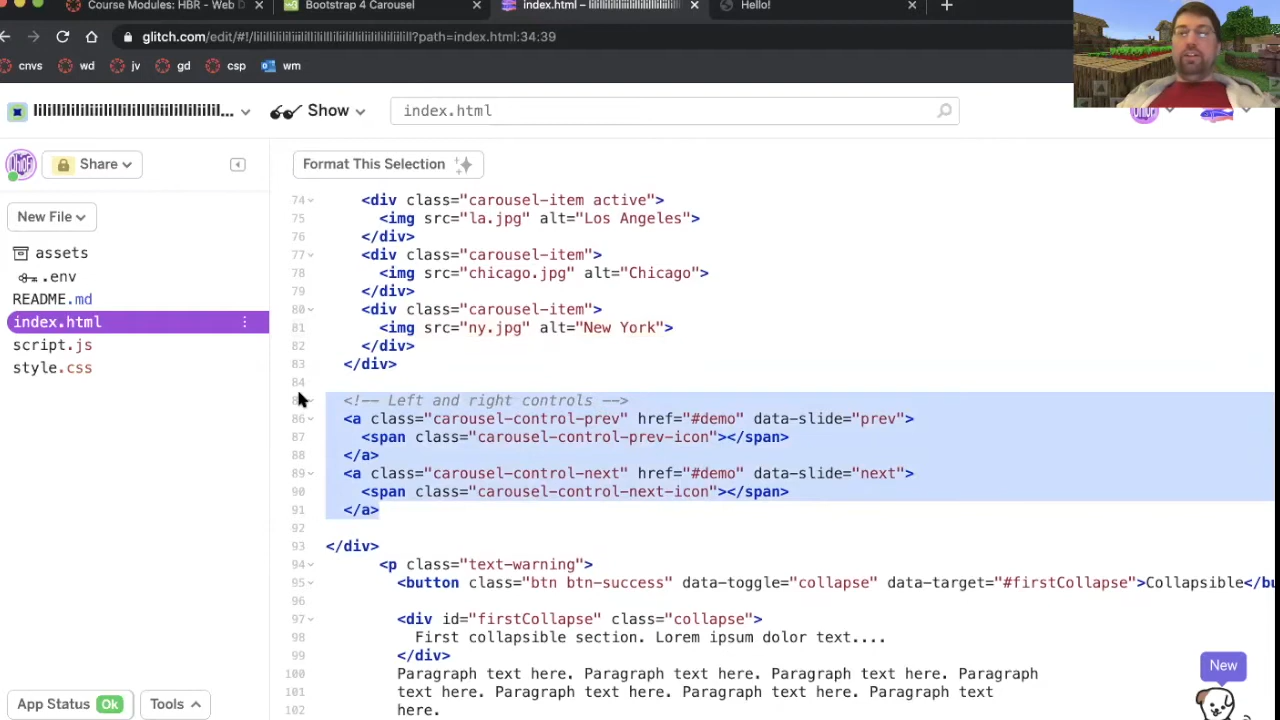 Course Modules: HBR - Web D
Bootstrap 4 Carousel
Hello!
cnvs wd jv gd csp wm
Show
index.html
Share
Format This Selection
New File
assets
.env
README.md
index.html
script.js
style.css
74 <div class="carousel-item active">
75 <img src="la.jpg" alt="Los Angeles">
76 </div>
77 <div class="carousel-item">
78 <img src="chicago.jpg" alt="Chicago">
79 </div>
80 <div class="carousel-item">
81 <img src="ny.jpg" alt="New York">
82 </div>
83 </div>
84
<!-- Left and right controls -->
86 <a class="carousel-control-prev" href="#demo" data-slide="prev">
87 <span class="carousel-control-prev-icon"></span>
88 </a>
89 <a class="carousel-control-next" href="#demo" data-slide="next">
90 <span class="carousel-control-next-icon"></span>
91 </a>
92
93 </div>
94 <p class="text-warning">
95 <button class="btn btn-success" data-toggle="collapse" data-target="#firstCollapse">Collapsible</bu
96
97 <div id="firstCollapse" class="collapse">
98 First collapsible section. Lorem ipsum dolor text....
99 </div>
100 Paragraph text here. Paragraph text here. Paragraph text here. Paragraph
101 text here. Paragraph text here. Paragraph text here. Paragraph text
102 here.
New
App Status Ok
Tools